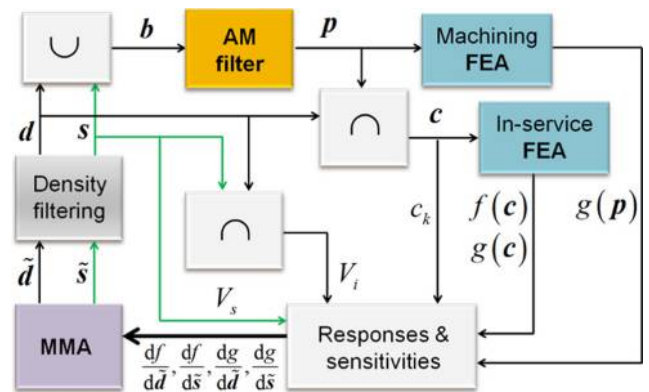 ∪
b
AM
filter
p
Machining
FEA
d
s
∩
c
In-service
FEA
Density
filtering
∩
c_k
f(c)
g(c)
g(p)
d̃
s̃
V_s
V_i
MMA
df/dd̃, df/ds̃, dg/dd̃, dg/ds̃
Responses &
sensitivities